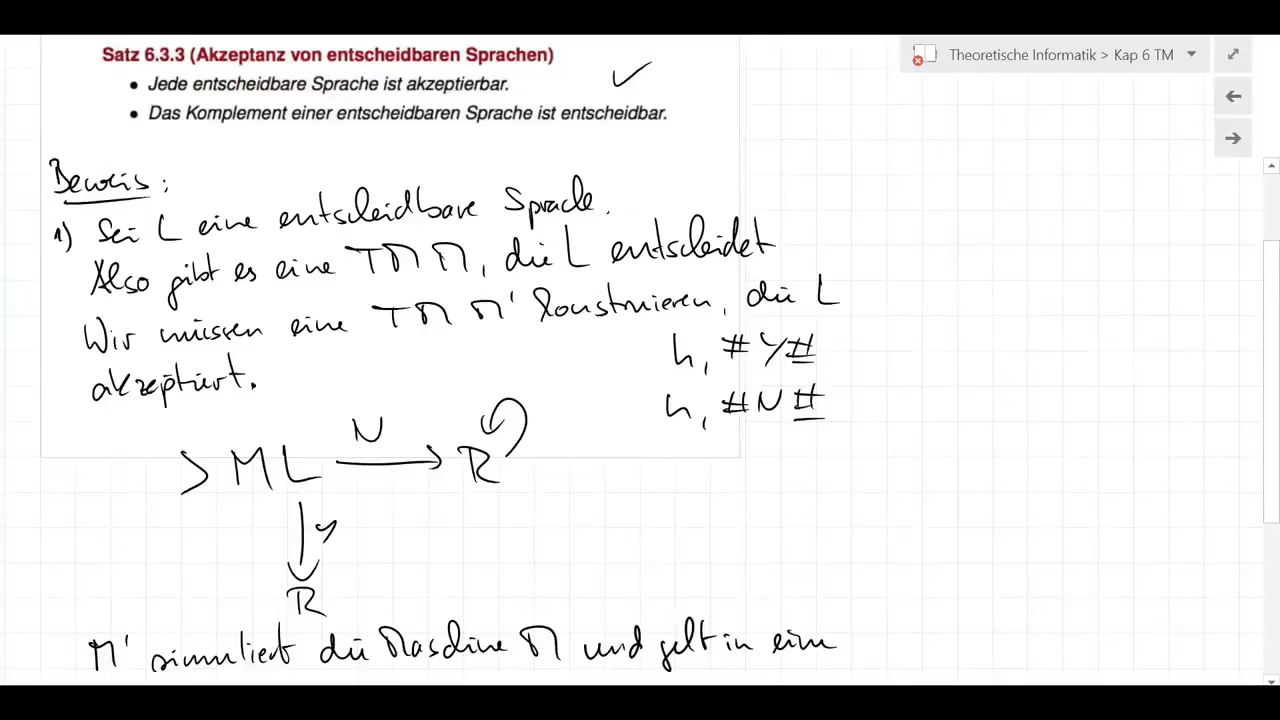 Satz 6.3.3 (Akzeptanz von entscheidbaren Sprachen)
• Jede entscheidbare Sprache ist akzeptierbar.
• Das Komplement einer entscheidbaren Sprache ist entscheidbar.
Theoretische Informatik > Kap 6 TM
Beweis:
1) Sei L eine entscheidbare Sprache.
Also gibt es eine TM M, die L entscheidet
Wir müssen eine TM M' konstruieren, die L
akzeptiert.
h, #Y#
h, #N#
N
> M L → R
Y
R
M' simuliert die Maschine M und geht in eine